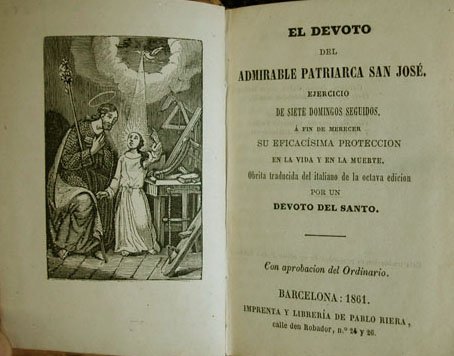 EL DEVOTO
DEL
ADMIRABLE PATRIARCA SAN JOSÉ.
EJERCICIO
DE SIETE DOMINGOS SEGUIDOS,
Á FIN DE MERECER
SU EFICACÍSIMA PROTECCION
EN LA VIDA Y EN LA MUERTE.
Obrita traducida del italiano de la octava edicion
POR UN
DEVOTO DEL SANTO.
Con aprobacion del Ordinario.
BARCELONA: 1861.
IMPRENTA Y LIBRERÍA DE PABLO RIERA,
calle den Robador, n.º 24 y 26.